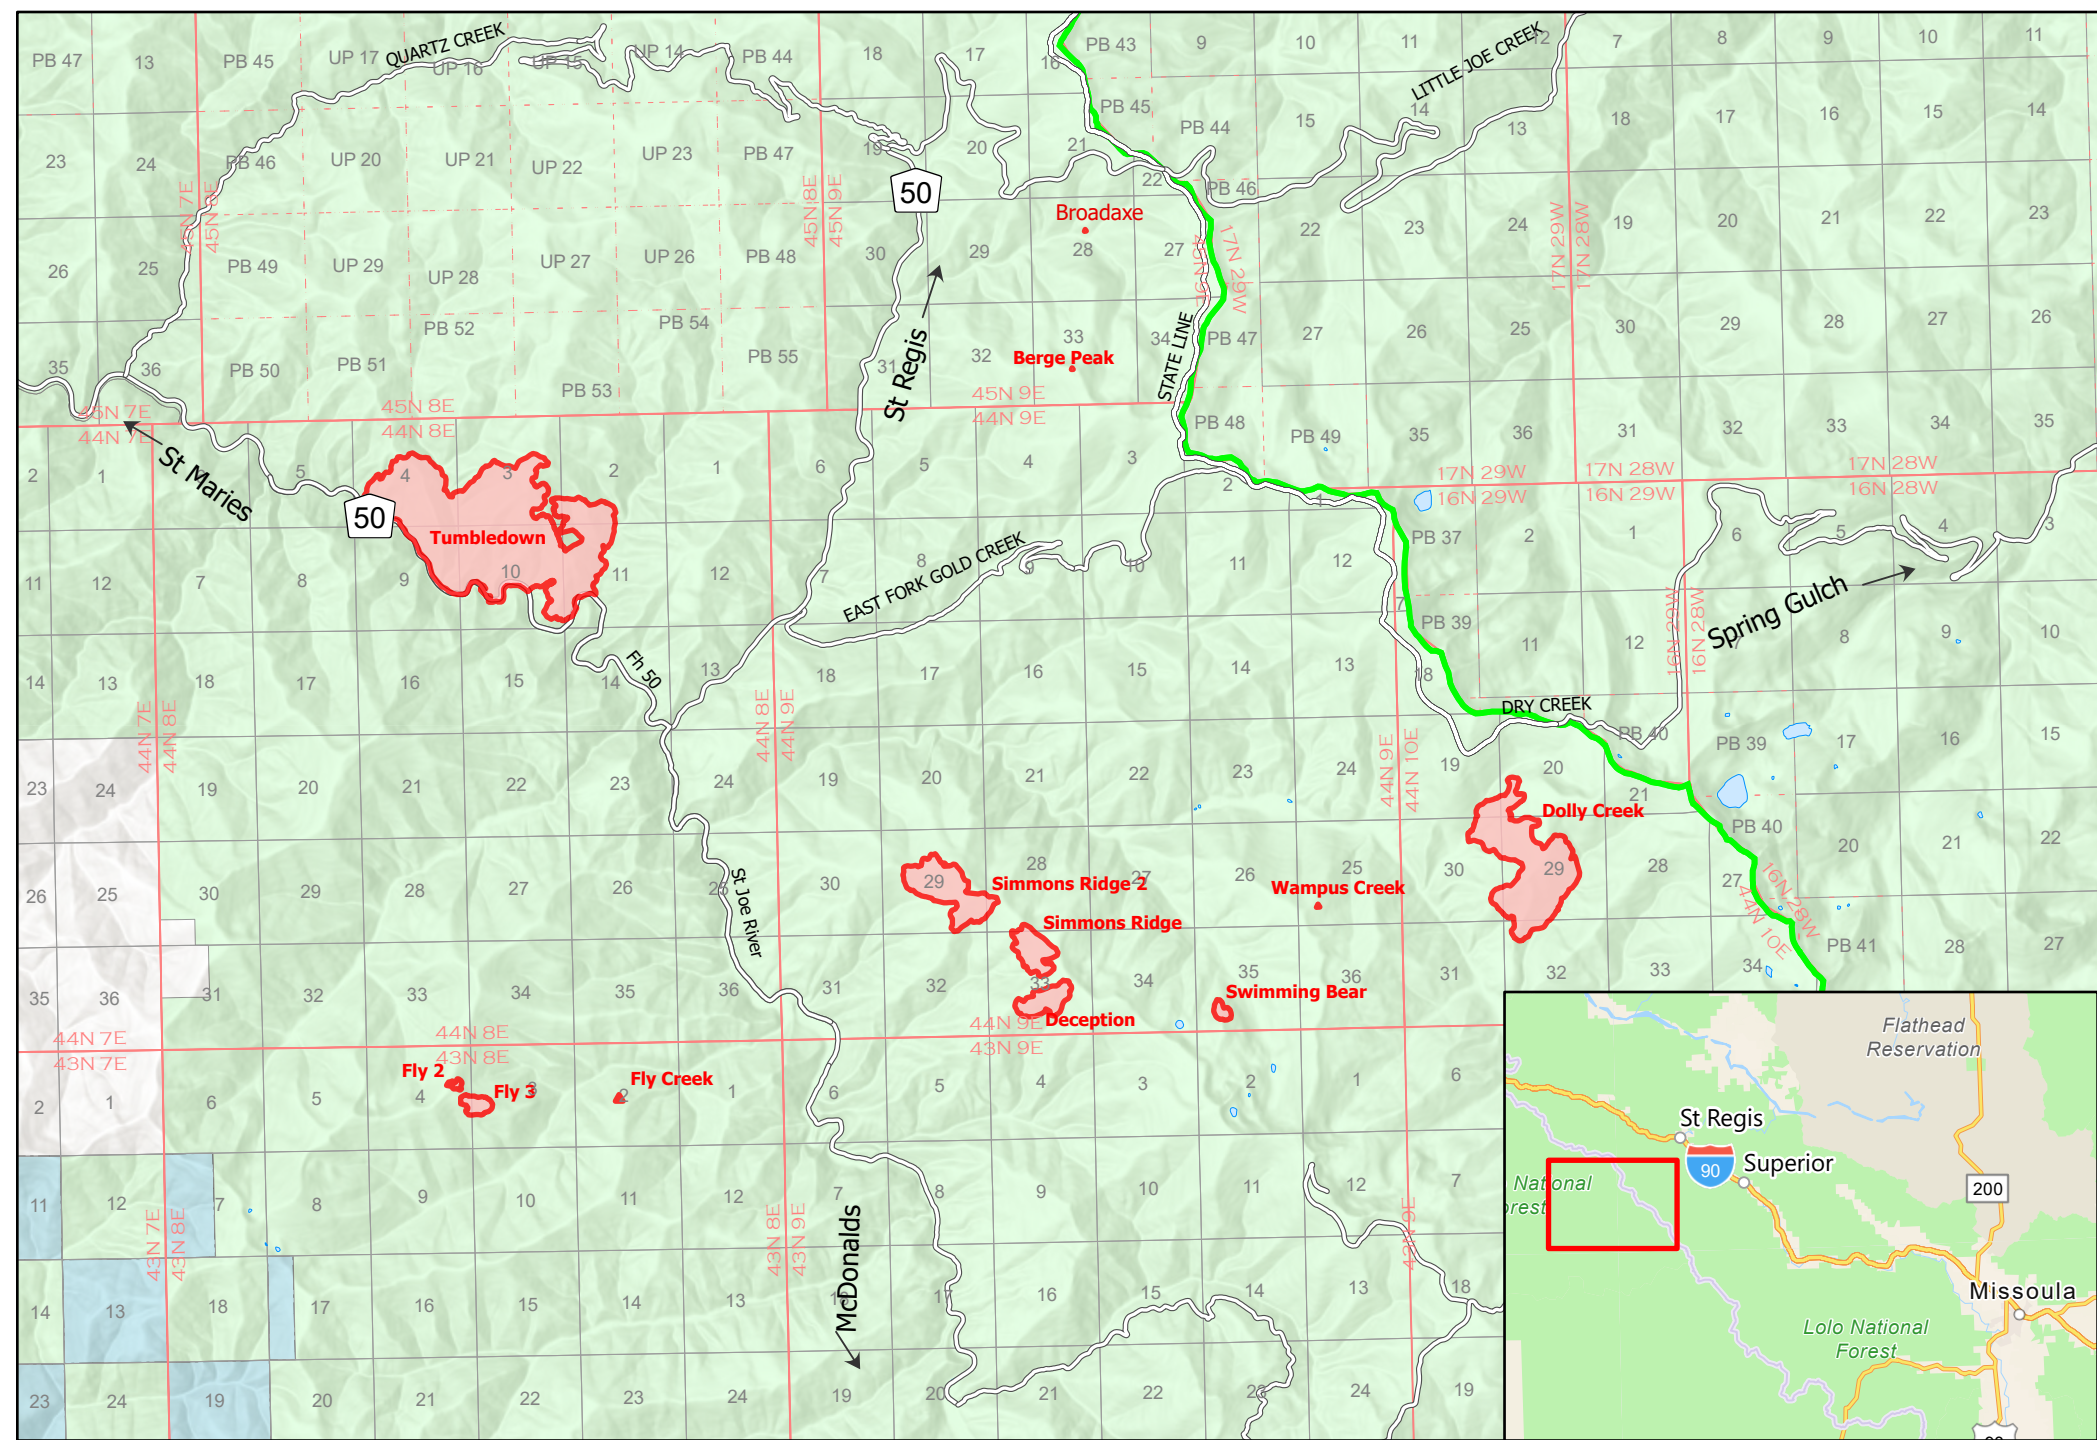 PB 47
13
PB 45
UP 17
QUARTZ CREEK
UP 16
UP 15
UP 14
PB 44
18
17
16
PB 43
9
10
11
LITTLE JOE CREEK
12
7
8
9
10
11
PB 45
23
24
PB 46
UP 20
UP 21
UP 22
UP 23
PB 47
19
20
21
PB 44
15
14
13
18
17
16
15
14
45N 7E
45N 8E
45N 8E
45N 9E
50
22
PB 46
Broadaxe
26
25
PB 49
UP 29
UP 28
UP 27
UP 26
PB 48
30
29
28
27
17N 29W
22
23
24
17N 29W
17N 28W
19
20
21
22
23
St Regis
STATE LINE
35
36
PB 50
PB 51
PB 52
PB 53
PB 54
PB 55
31
32
33
34
PB 47
27
26
25
30
29
28
27
26
Berge Peak
45N 7E
44N 7E
45N 8E
44N 8E
45N 9E
44N 9E
PB 48
PB 49
35
36
31
32
33
34
35
17N 29W
16N 29W
17N 28W
16N 29W
17N 28W
16N 28W
St Maries
2
1
5
4
3
2
1
6
5
4
3
2
1
50
Tumbledown
PB 37
2
1
6
5
4
3
11
12
7
8
9
10
11
12
7
8
9
10
11
12
7
EAST FORK GOLD CREEK
PB 39
11
12
16N 29W
16N 28W
Spring Gulch
8
9
10
Fh 50
14
13
18
17
16
15
14
13
18
17
16
15
14
13
18
DRY CREEK
44N 7E
44N 8E
44N 8E
44N 9E
44N 9E
44N 10E
PB 40
PB 39
17
16
15
23
24
19
20
21
22
23
24
19
20
21
22
23
24
19
20
21
Dolly Creek
PB 40
20
21
22
26
25
30
29
28
27
26
25
30
29
28
27
26
25
30
29
28
27
Simmons Ridge 2
Wampus Creek
Simmons Ridge
St Joe River
16N 28W
44N 10E
PB 41
28
27
35
36
31
32
33
34
35
36
31
32
33
34
35
36
31
32
33
34
Swimming Bear
Deception
44N 7E
43N 7E
44N 8E
43N 8E
44N 9E
43N 9E
Fly 2
Fly 3
Fly Creek
2
1
6
5
4
3
2
1
6
5
4
3
2
1
6
11
12
7
8
9
10
11
12
7
8
9
10
11
12
7
43N 7E
43N 8E
43N 8E
43N 9E
McDonalds
14
13
18
17
16
15
14
13
17
16
15
14
13
18
23
24
19
20
21
22
23
24
19
20
21
22
23
24
19
Flathead
Reservation
St Regis
90
Superior
200
National
Missoula
Lolo National
Forest